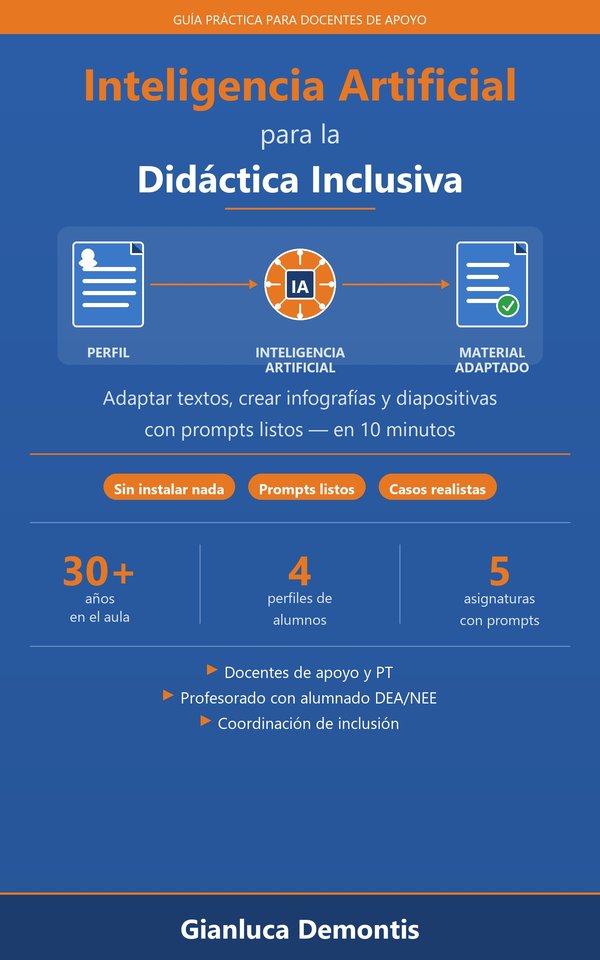 GUÍA PRÁCTICA PARA DOCENTES DE APOYO
Inteligencia Artificial
para la
Didáctica Inclusiva
IA
PERFIL
INTELIGENCIA
ARTIFICIAL
MATERIAL
ADAPTADO
Adaptar textos, crear infografías y diapositivas
con prompts listos — en 10 minutos
Sin instalar nada
Prompts listos
Casos realistas
30+
años
en el aula
4
perfiles de
alumnos
5
asignaturas
con prompts
Docentes de apoyo y PT
Profesorado con alumnado DEA/NEE
Coordinación de inclusión
Gianluca Demontis